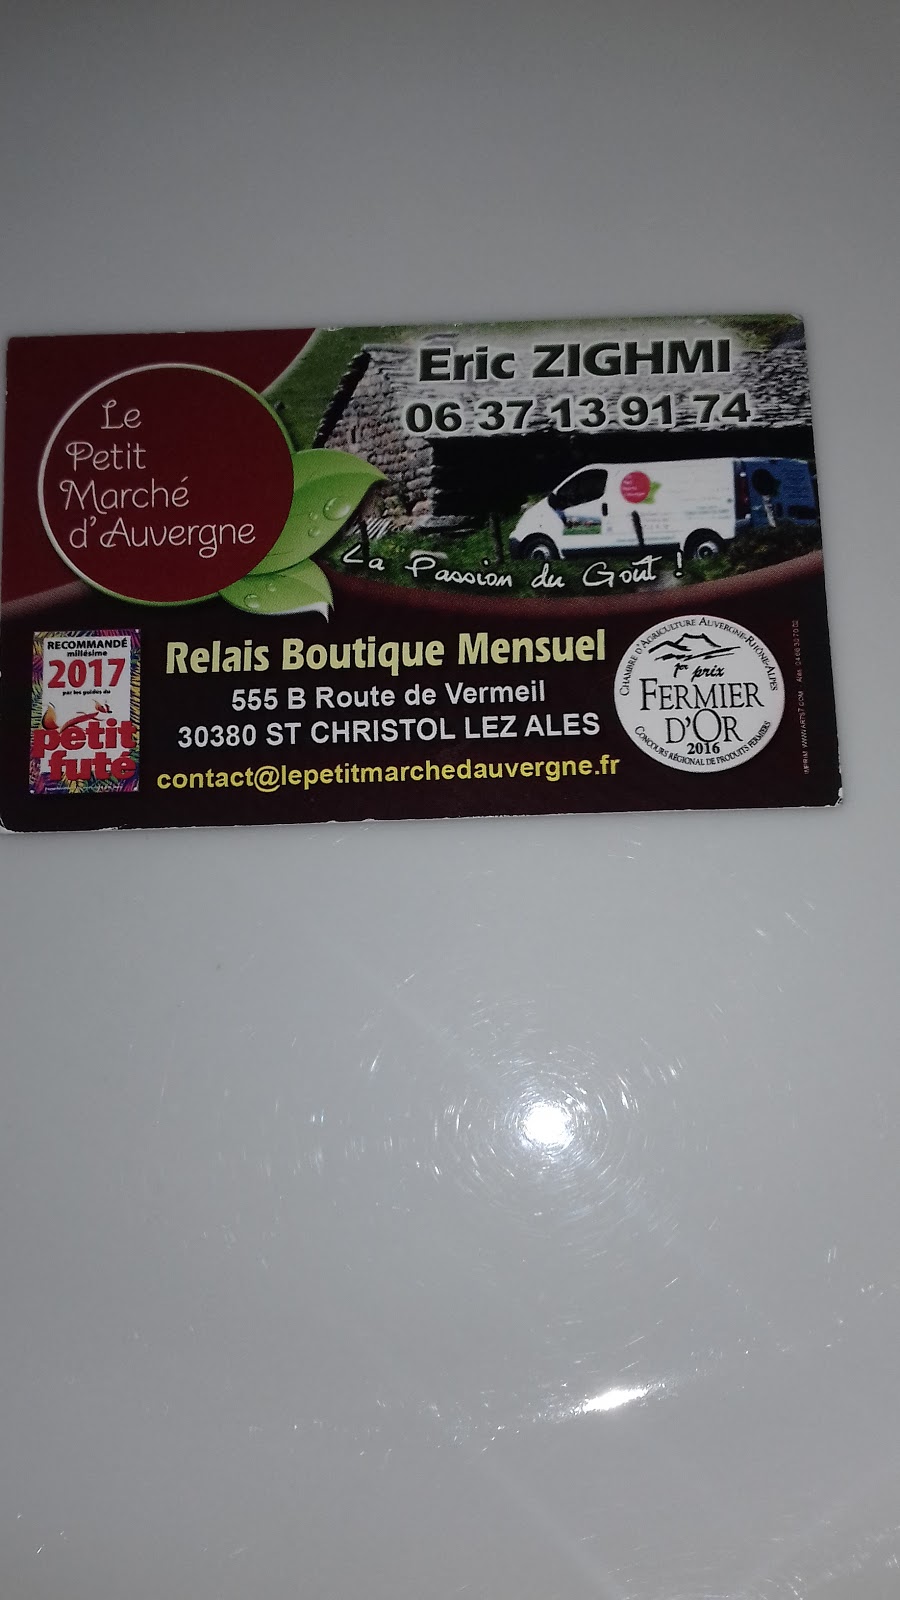 Le
Petit
Marché
d'Auvergne
Eric ZIGHMI
06 37 13 91 74
La Passion du Goût !
RECOMMANDÉ
millésime
2017
par les guides du
petit
futé
Relais Boutique Mensuel
555 B Route de Vermeil
30380 ST CHRISTOL LEZ ALES
contact@lepetitmarchedauvergne.fr
CHAMBRE D'AGRICULTURE AUVERGNE-RHÔNE-ALPES
1er prix
FERMIER
D'OR
2016
CONCOURS RÉGIONAL DE PRODUITS FERMIERS